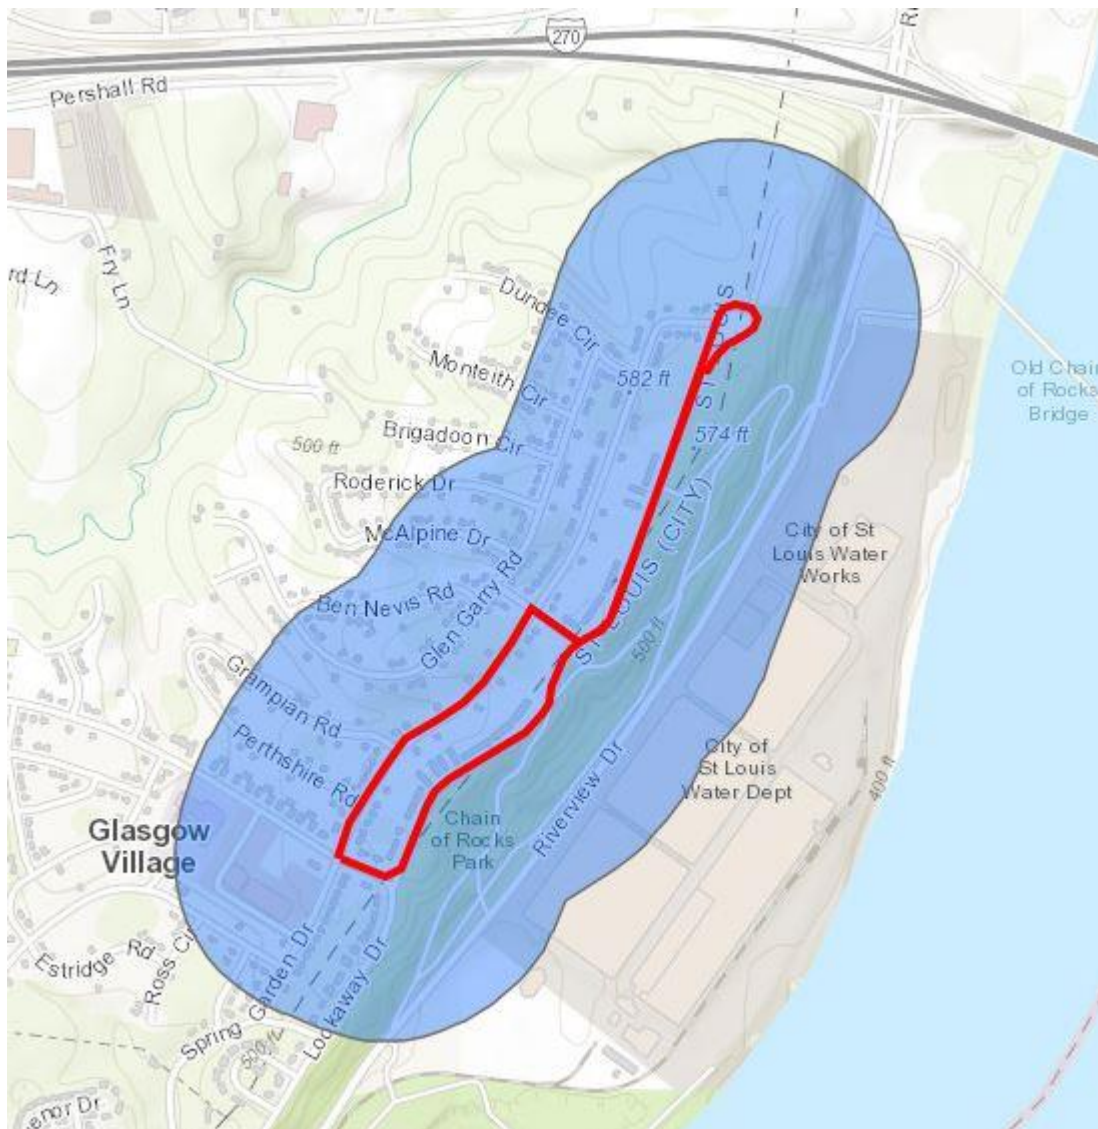 270
Pershall Rd
Fry Ln
rd Ln
Dundee Cir
ST LOUIS
582 ft
Monteith Cir
Old Chain
of Rocks
Bridge
574 ft
Brigadoon Cir
500 ft
Roderick Dr
McAlpine Dr
City of St
Louis Water
Works
ST LOUIS (CITY)
Ben Nevis Rd
Glen Garry Rd
500 ft
Grampian Rd
Perthshire Rd
City of
St Louis
Water Dept
400 ft
Riverview Dr
Chain
of Rocks
Park
Glasgow
Village
Estridge Rd
Ross Cir
Spring Garden Dr
Lookaway Dr
500 ft
enor Dr